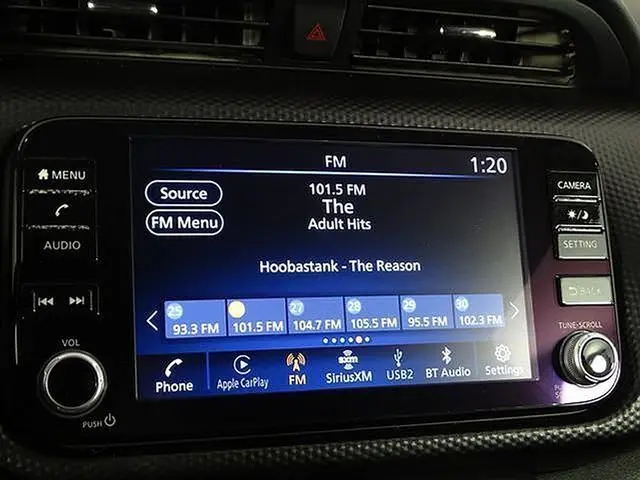 FM
1:20
MENU
AUDIO
VOL
PUSH
Source
FM Menu
101.5 FM
The
Adult Hits
Hoobastank - The Reason
25 27 28 29 30
93.3 FM 101.5 FM 104.7 FM 105.5 FM 95.5 FM 102.3 FM
Phone Apple CarPlay FM sxm SiriusXM USB2 BT Audio Settings
CAMERA
SETTING
BACK
TUNE·SCROLL